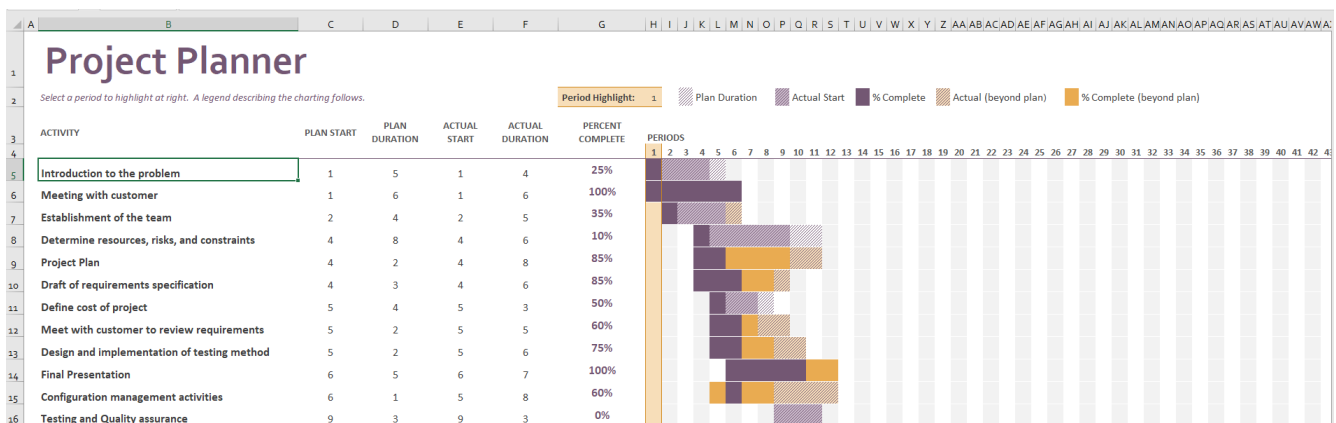 A B C D E F G H I J K L M N O P Q R S T U V W X Y Z AA AB AC AD AE AF AG AH AI AJ AK AL AM AN AO AP AQ AR AS AT AU AV AW
1 Project Planner
2 Select a period to highlight at right. A legend describing the charting follows. Period Highlight: 1 Plan Duration Actual Start % Complete Actual (beyond plan) % Complete (beyond plan)
3 ACTIVITY PLAN START PLAN DURATION ACTUAL START ACTUAL DURATION PERCENT COMPLETE PERIODS
4 1 2 3 4 5 6 7 8 9 10 11 12 13 14 15 16 17 18 19 20 21 22 23 24 25 26 27 28 29 30 31 32 33 34 35 36 37 38 39 40 41 42
5 Introduction to the problem 1 5 1 4 25%
6 Meeting with customer 1 6 1 6 100%
7 Establishment of the team 2 4 2 5 35%
8 Determine resources, risks, and constraints 4 8 4 6 10%
9 Project Plan 4 2 4 8 85%
10 Draft of requirements specification 4 3 4 6 85%
11 Define cost of project 5 4 5 3 50%
12 Meet with customer to review requirements 5 2 5 5 60%
13 Design and implementation of testing method 5 2 5 6 75%
14 Final Presentation 6 5 6 7 100%
15 Configuration management activities 6 1 5 8 60%
16 Testing and Quality assurance 9 3 9 3 0%